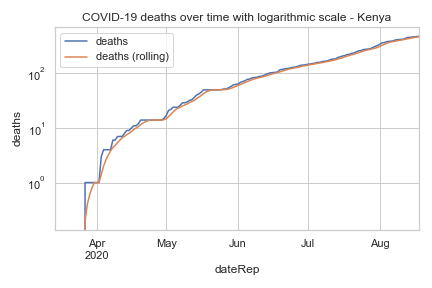 COVID-19 deaths over time with logarithmic scale - Kenya
deaths
deaths (rolling)
deaths
10²
10¹
10⁰
Apr
2020
May
Jun
Jul
Aug
dateRep